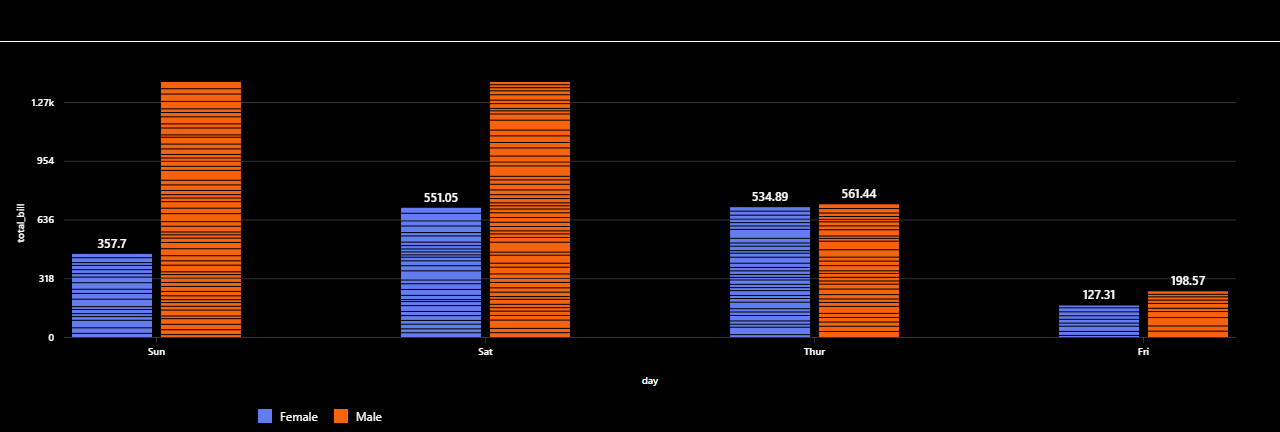 1.27k
954
636
318
0
total_bill
357.7
551.05
534.89
561.44
127.31
198.57
Sun
Sat
Thur
Fri
day
Female
Male